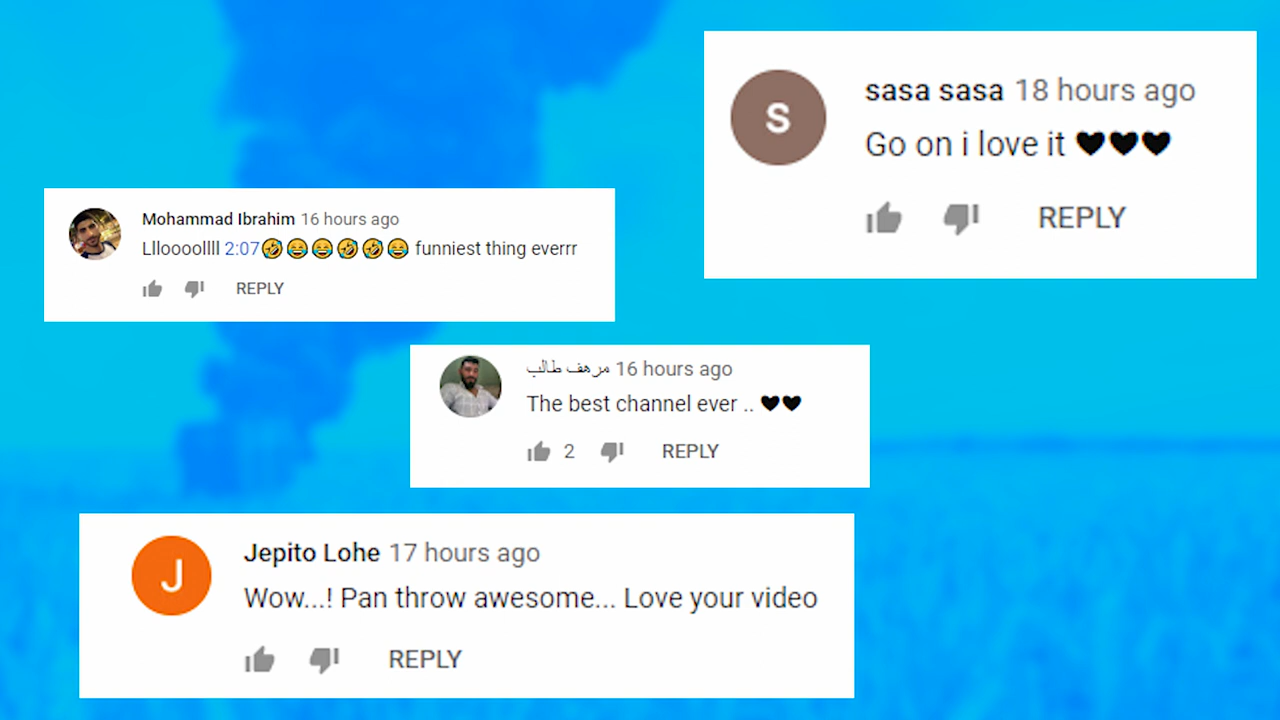 S
sasa sasa 18 hours ago
Go on i love it 🖤🖤🖤
REPLY
Mohammad Ibrahim 16 hours ago
Llloooollll 2:07🤣😂😂🤣🤣😂 funniest thing everrr
REPLY
مرهف طالب 16 hours ago
The best channel ever .. 🖤🖤
2 REPLY
J
Jepito Lohe 17 hours ago
Wow...! Pan throw awesome... Love your video
REPLY